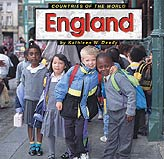 COUNTRIES OF THE WORLD
England
by Kathleen W. Deady